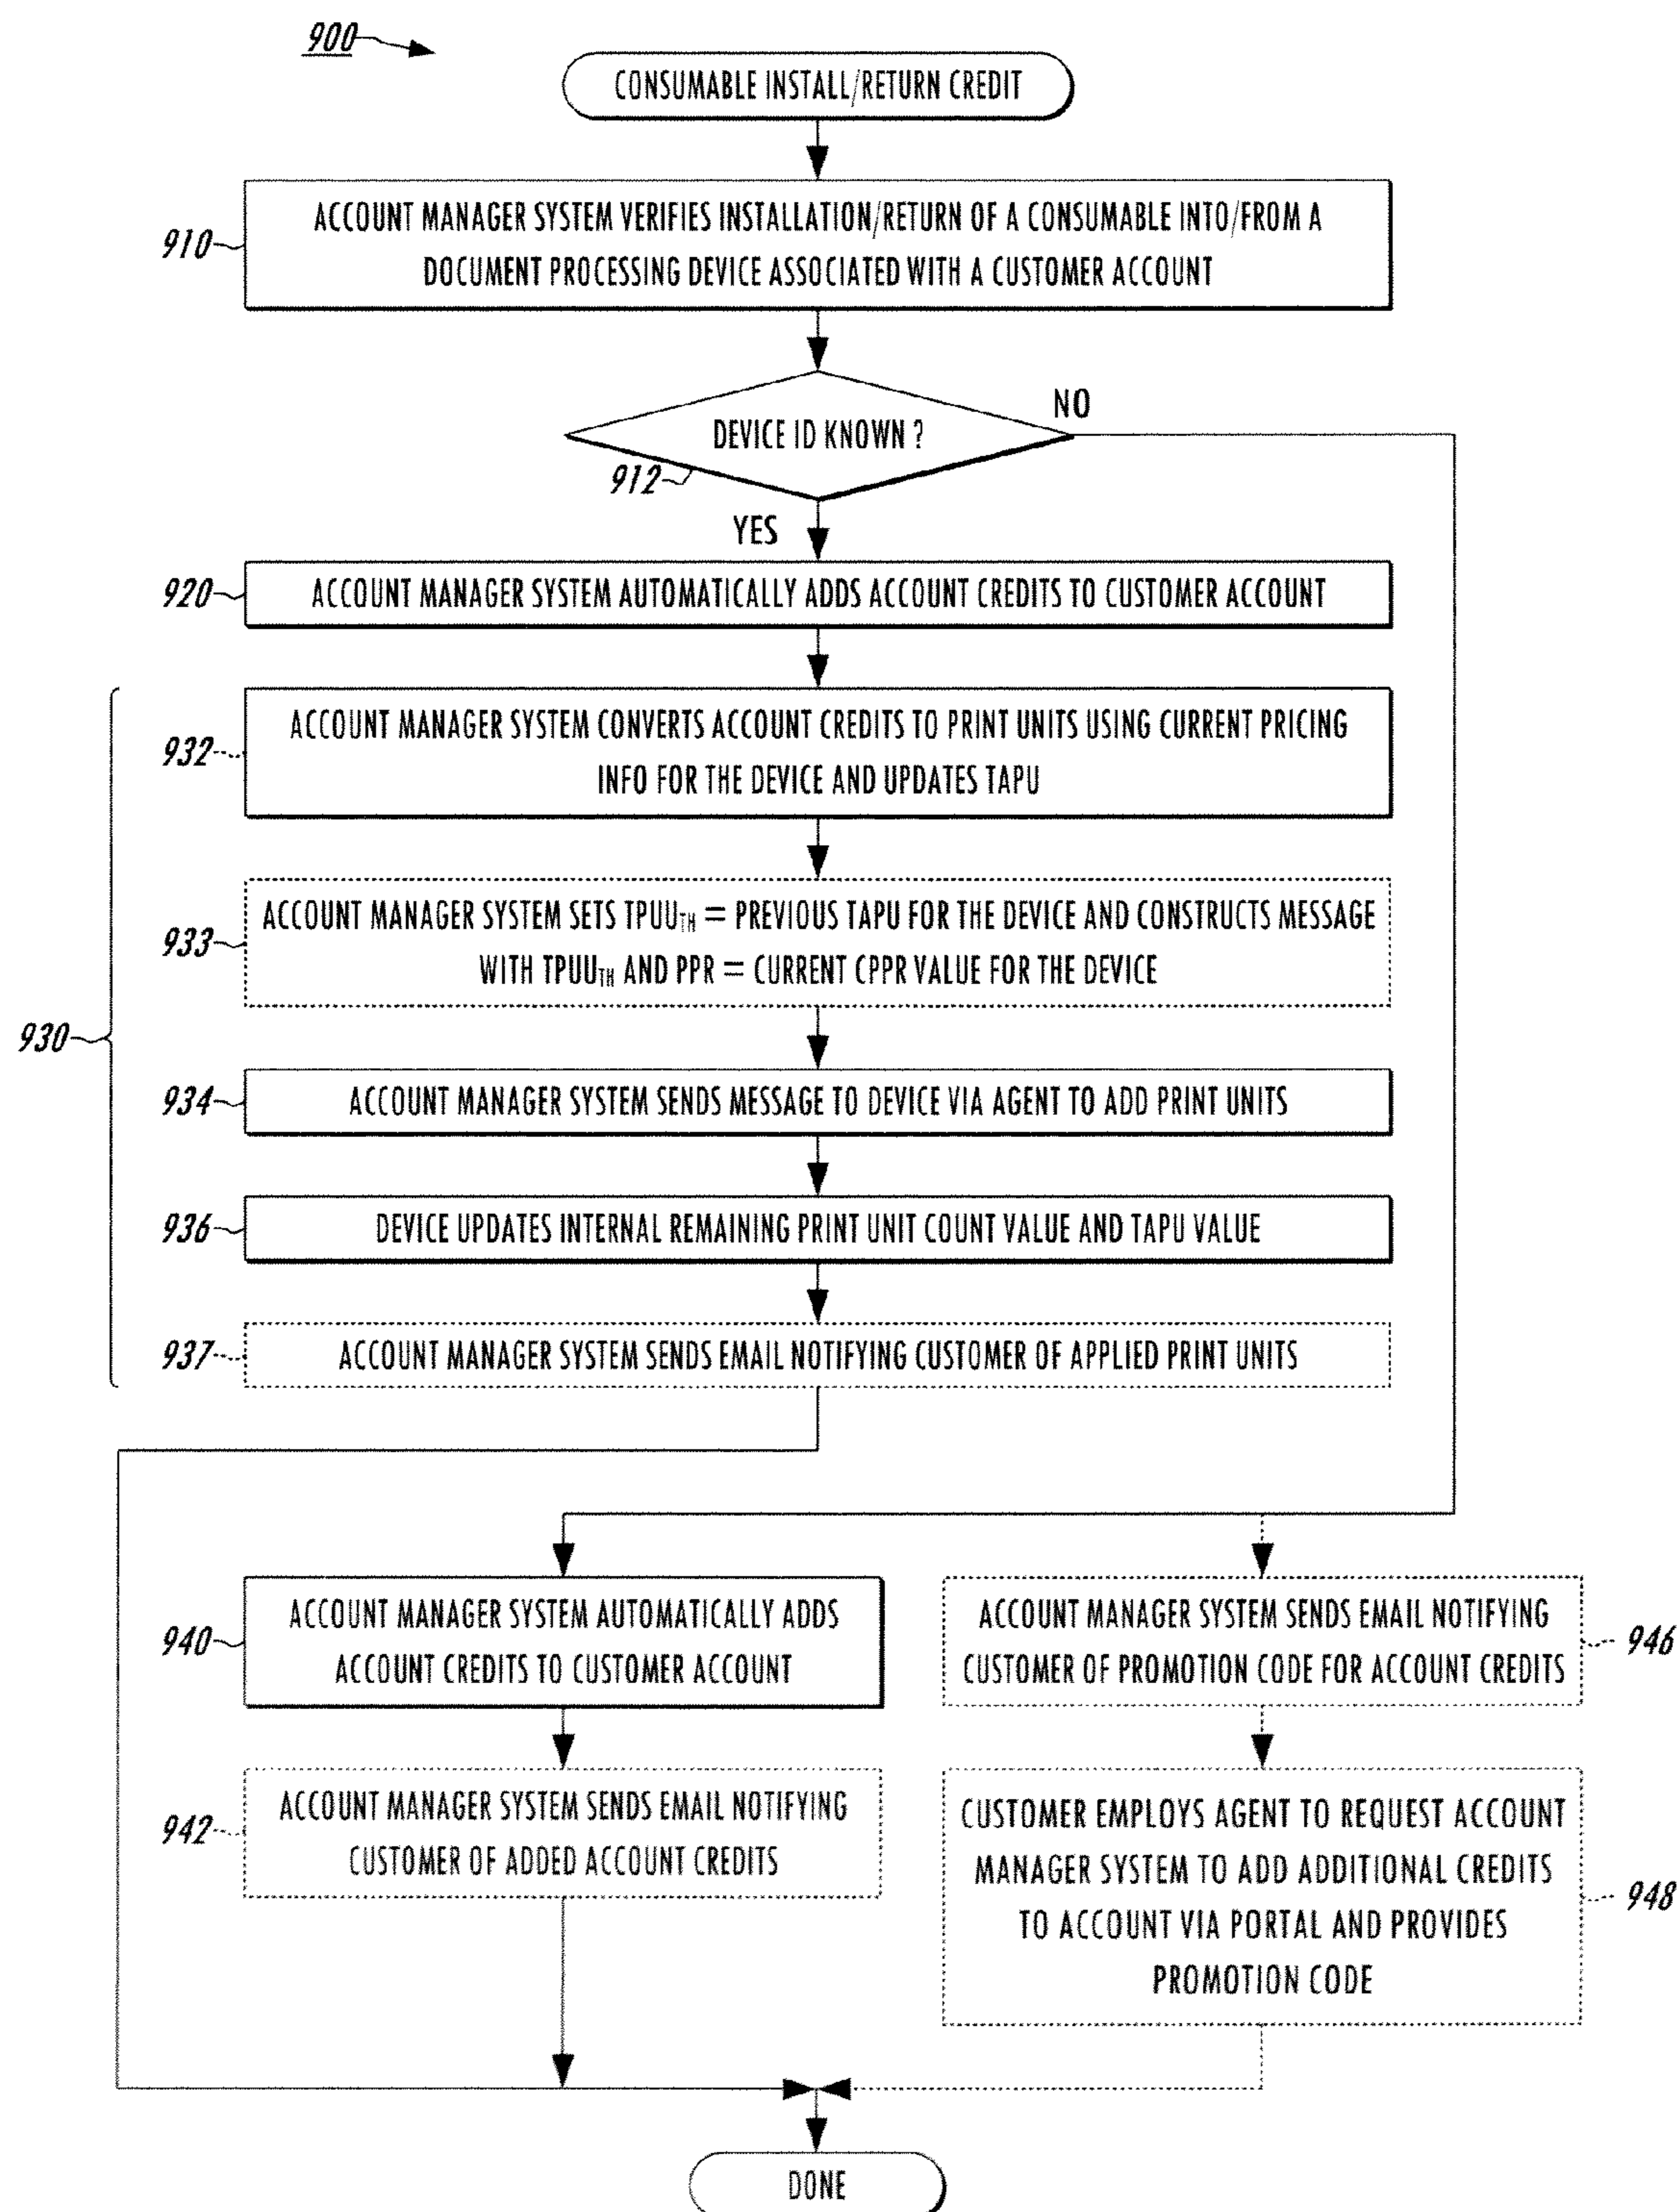 900
CONSUMABLE INSTALL/RETURN CREDIT
910
ACCOUNT MANAGER SYSTEM VERIFIES INSTALLATION/RETURN OF A CONSUMABLE INTO/FROM A
DOCUMENT PROCESSING DEVICE ASSOCIATED WITH A CUSTOMER ACCOUNT
NO
DEVICE ID KNOWN ?
912
YES
920
ACCOUNT MANAGER SYSTEM AUTOMATICALLY ADDS ACCOUNT CREDITS TO CUSTOMER ACCOUNT
930
932
ACCOUNT MANAGER SYSTEM CONVERTS ACCOUNT CREDITS TO PRINT UNITS USING CURRENT PRICING
INFO FOR THE DEVICE AND UPDATES TAPU
933
ACCOUNT MANAGER SYSTEM SETS TPUUTH = PREVIOUS TAPU FOR THE DEVICE AND CONSTRUCTS MESSAGE
WITH TPUUTH AND PPR = CURRENT CPPR VALUE FOR THE DEVICE
934
ACCOUNT MANAGER SYSTEM SENDS MESSAGE TO DEVICE VIA AGENT TO ADD PRINT UNITS
936
DEVICE UPDATES INTERNAL REMAINING PRINT UNIT COUNT VALUE AND TAPU VALUE
937
ACCOUNT MANAGER SYSTEM SENDS EMAIL NOTIFYING CUSTOMER OF APPLIED PRINT UNITS
940
ACCOUNT MANAGER SYSTEM AUTOMATICALLY ADDS
ACCOUNT CREDITS TO CUSTOMER ACCOUNT
942
ACCOUNT MANAGER SYSTEM SENDS EMAIL NOTIFYING
CUSTOMER OF ADDED ACCOUNT CREDITS
ACCOUNT MANAGER SYSTEM SENDS EMAIL NOTIFYING
CUSTOMER OF PROMOTION CODE FOR ACCOUNT CREDITS
946
CUSTOMER EMPLOYS AGENT TO REQUEST ACCOUNT
MANAGER SYSTEM TO ADD ADDITIONAL CREDITS
TO ACCOUNT VIA PORTAL AND PROVIDES
PROMOTION CODE
948
DONE